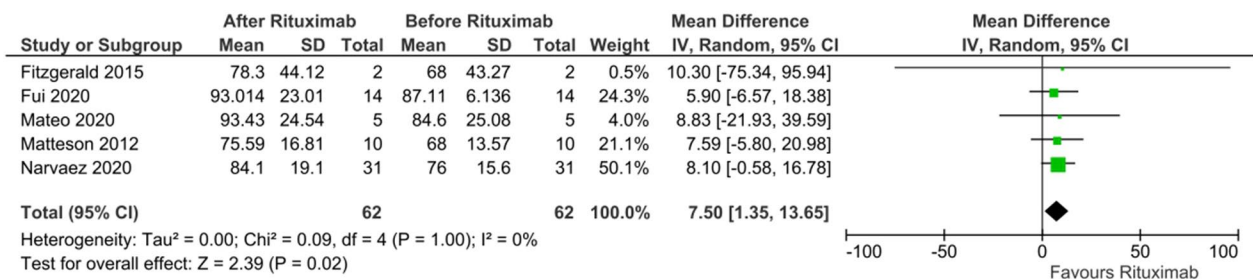 After Rituximab Before Rituximab Mean Difference Mean Difference
Study or Subgroup Mean SD Total Mean SD Total Weight IV, Random, 95% CI IV, Random, 95% CI
Fitzgerald 2015 78.3 44.12 2 68 43.27 2 0.5% 10.30 [-75.34, 95.94]
Fui 2020 93.014 23.01 14 87.11 6.136 14 24.3% 5.90 [-6.57, 18.38]
Mateo 2020 93.43 24.54 5 84.6 25.08 5 4.0% 8.83 [-21.93, 39.59]
Matteson 2012 75.59 16.81 10 68 13.57 10 21.1% 7.59 [-5.80, 20.98]
Narvaez 2020 84.1 19.1 31 76 15.6 31 50.1% 8.10 [-0.58, 16.78]
Total (95% CI) 62 62 100.0% 7.50 [1.35, 13.65]
Heterogeneity: Tau² = 0.00; Chi² = 0.09, df = 4 (P = 1.00); I² = 0%
Test for overall effect: Z = 2.39 (P = 0.02)
-100 -50 0 50 100
Favours Rituximab